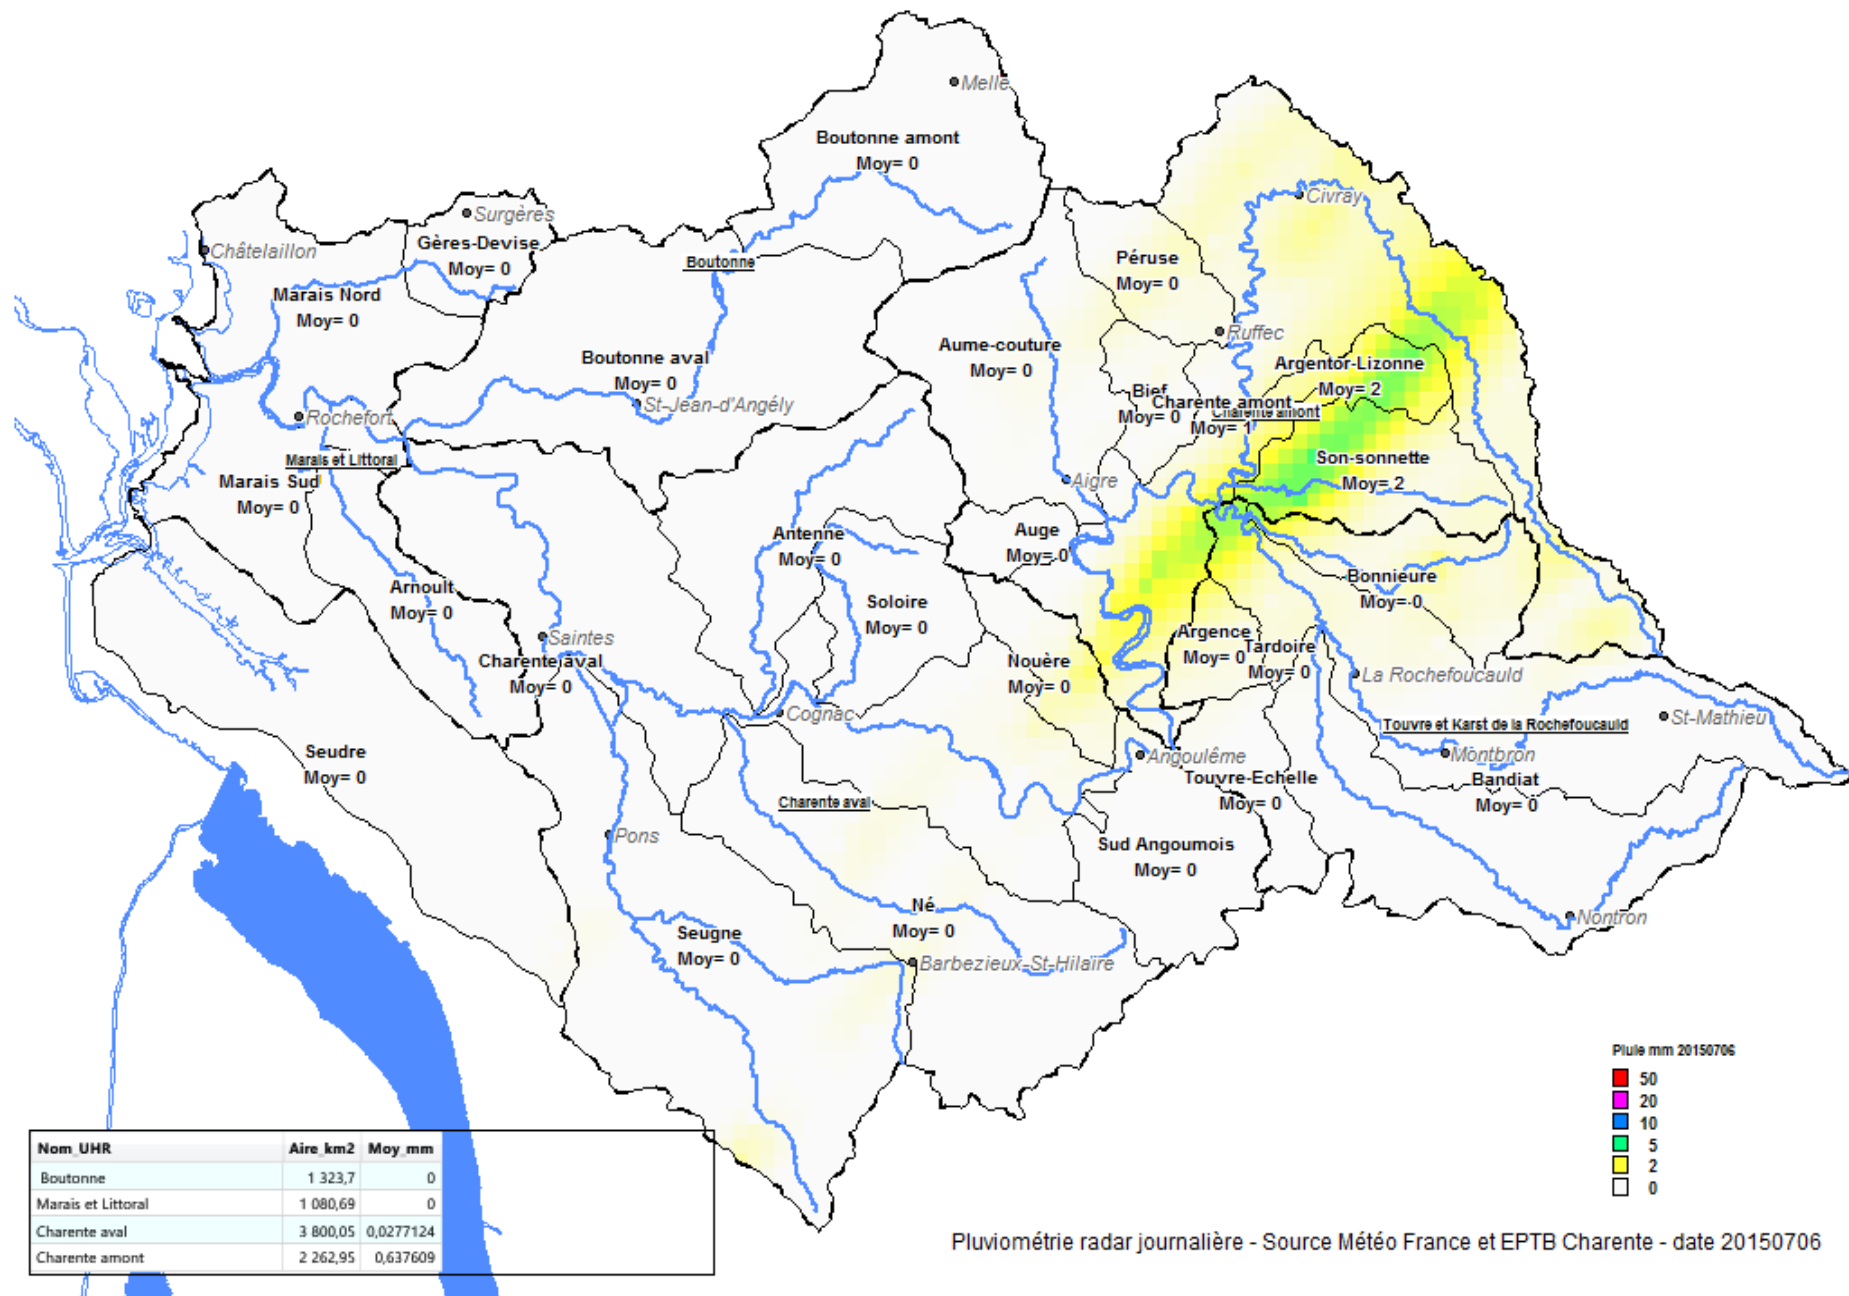 Melle
Boutonne amont
Moy= 0
Civray
Surgères
Châtelaillon
Gères-Devise
Moy= 0
Boutonne
Péruse
Moy= 0
Marais Nord
Moy= 0
Ruffec
Aume-couture
Moy= 0
Boutonne aval
Moy= 0
Argentor-Lizonne
Moy= 2
Bief
Moy= 0
Charente amont
Moy= 1
Charente amont
St-Jean-d'Angély
Rochefort
Marais et Littoral
Marais Sud
Moy= 0
Son-sonnette
Moy= 2
Aigre
Antenne
Moy= 0
Auge
Moy= 0
Arnoult
Moy= 0
Soloire
Moy= 0
Bonnieure
Moy= 0
Saintes
Charente aval
Moy= 0
Nouère
Moy= 0
Argence
Moy= 0
Tardoire
Moy= 0
La Rochefoucauld
Cognac
Touvre et Karst de la Rochefoucauld
St-Mathieu
Seudre
Moy= 0
Angoulême
Montbron
Touvre-Echelle
Moy= 0
Bandiat
Moy= 0
Charente aval
Pons
Sud Angoumois
Moy= 0
Né
Moy= 0
Nontron
Seugne
Moy= 0
Barbezieux-St-Hilaire
Pluie mm 20150706
50
20
10
5
2
0
Nom_UHR Aire_km2 Moy_mm
Boutonne 1 323,7 0
Marais et Littoral 1 080,69 0
Charente aval 3 800,05 0,0277124
Charente amont 2 262,95 0,637609
Pluviométrie radar journalière - Source Météo France et EPTB Charente - date 20150706